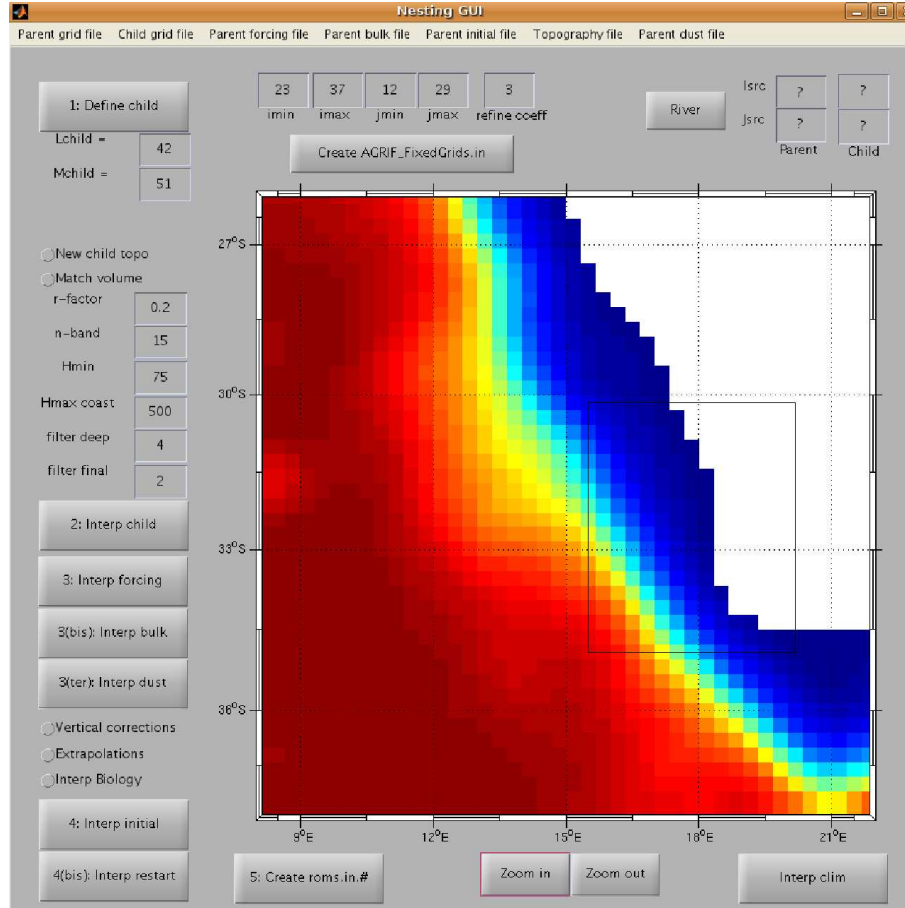 Nesting GUI
Parent grid file Child grid file Parent forcing file Parent bulk file Parent initial file Topography file Parent dust file
1: Define child
23 37 12 29 3
imin imax jmin jmax refine coeff
Create AGRIF_FixedGrids.in
River
Isrc ? ?
Jsrc ? ?
Parent Child
Lchild = 42
Mchild = 51
New child topo
Match volume
r-factor 0.2
n-band 15
Hmin 75
Hmax coast 500
filter deep 4
filter final 2
2: Interp child
3: Interp forcing
3(bis): Interp bulk
3(ter): Interp dust
Vertical corrections
Extrapolations
Interp Biology
4: Interp initial
4(bis): Interp restart
27°S
30°S
33°S
36°S
9°E 12°E 15°E 18°E 21°E
5: Create roms.in.#
Zoom in Zoom out
Interp clim